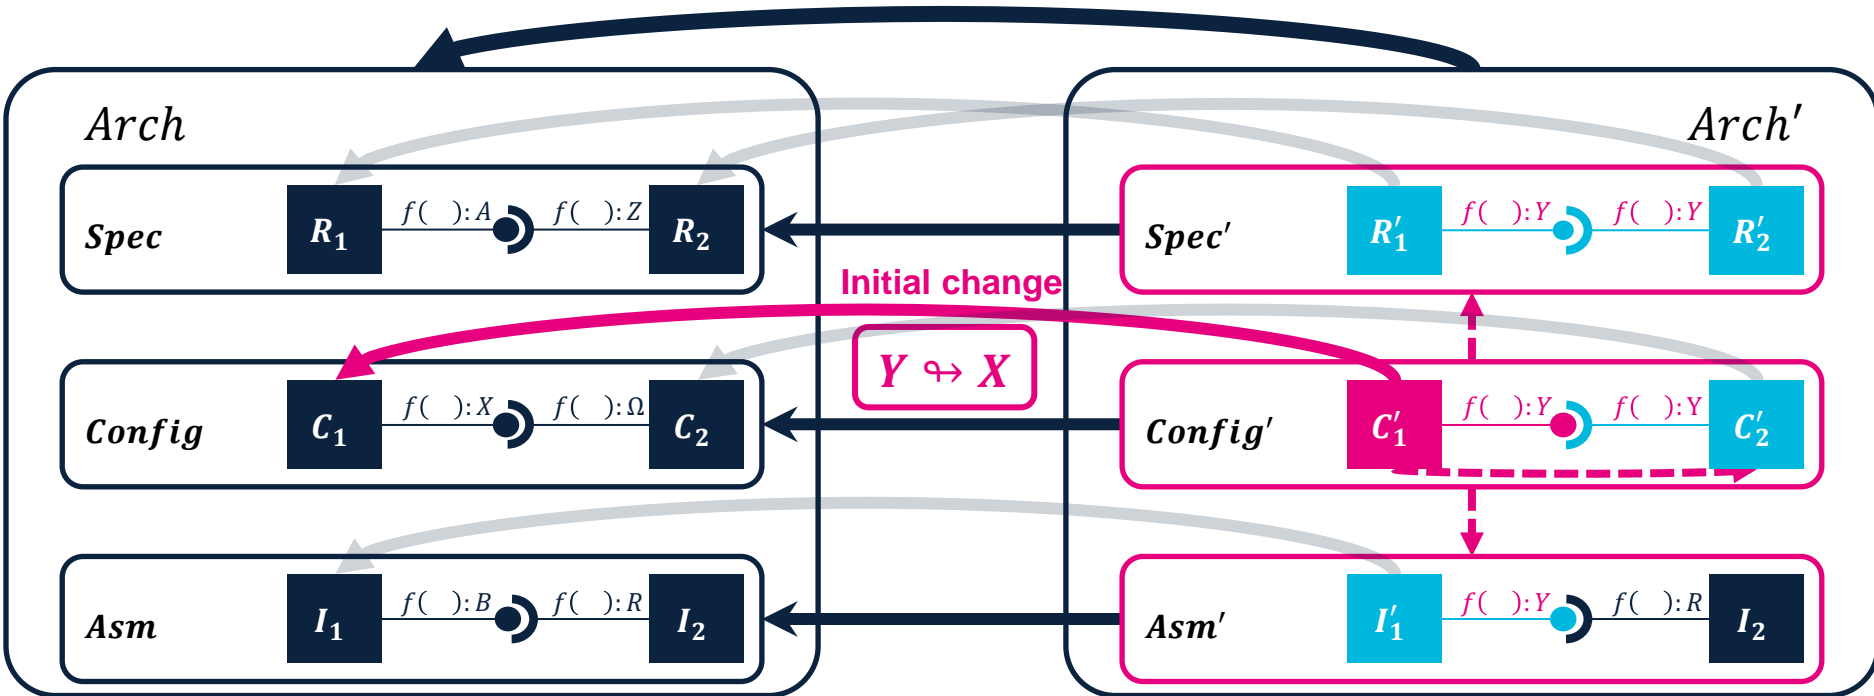 Arch
Arch′
Spec
R₁
f( ):A
f( ):Z
R₂
Spec′
R′₁
f( ):Y
f( ):Y
R′₂
Initial change
Y ↬ X
Config
C₁
f( ):X
f( ):Ω
C₂
Config′
C′₁
f( ):Y
f( ):Y
C′₂
Asm
I₁
f( ):B
f( ):R
I₂
Asm′
I′₁
f( ):Y
f( ):R
I₂